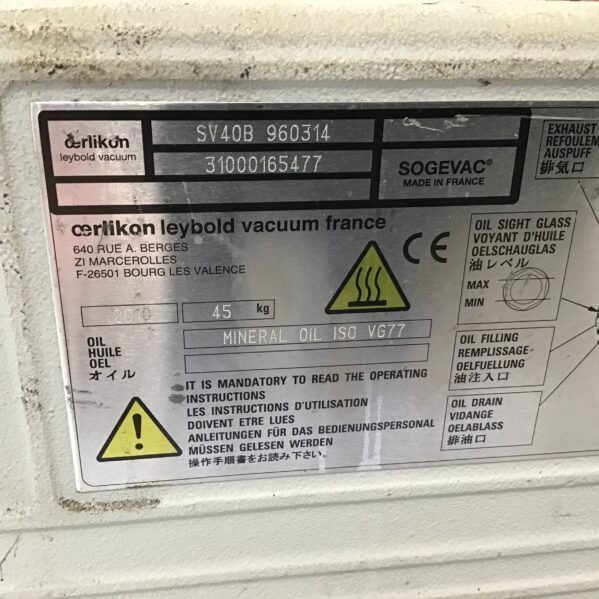 œrlikon
leybold vacuum
SV40B 960314
31000165477
SOGEVAC®
MADE IN FRANCE
œrlikon leybold vacuum france
640 RUE A. BERGES
ZI MARCEROLLES
F-26501 BOURG LES VALENCE
CE
2010
45 kg
OIL
HUILE
OEL
オイル
MINERAL OIL ISO VG77
IT IS MANDATORY TO READ THE OPERATING
INSTRUCTIONS
LES INSTRUCTIONS D'UTILISATION
DOIVENT ETRE LUES
ANLEITUNGEN FÜR DAS BEDIENUNGSPERSONAL
MÜSSEN GELESEN WERDEN
操作手順書をお読み下さい。
EXHAUST
REFOULEM
AUSPUFF
排気口
OIL SIGHT GLASS
VOYANT D'HUILE
OELSCHAUGLAS
油レベル
MAX
MIN
OIL FILLING
REMPLISSAGE
OELFUELLUNG
油注入口
OIL DRAIN
VIDANGE
OELABLASS
排油口